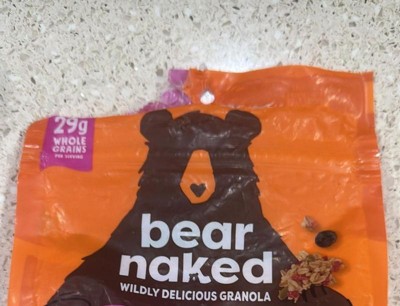 29g
WHOLE
GRAINS
PER SERVING
bear
naked
WILDLY DELICIOUS GRANOLA